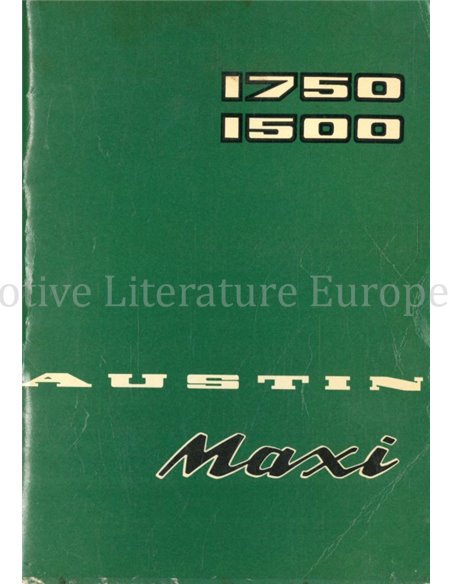 1750
1500
otive Literature Europe
AUSTIN
Maxi